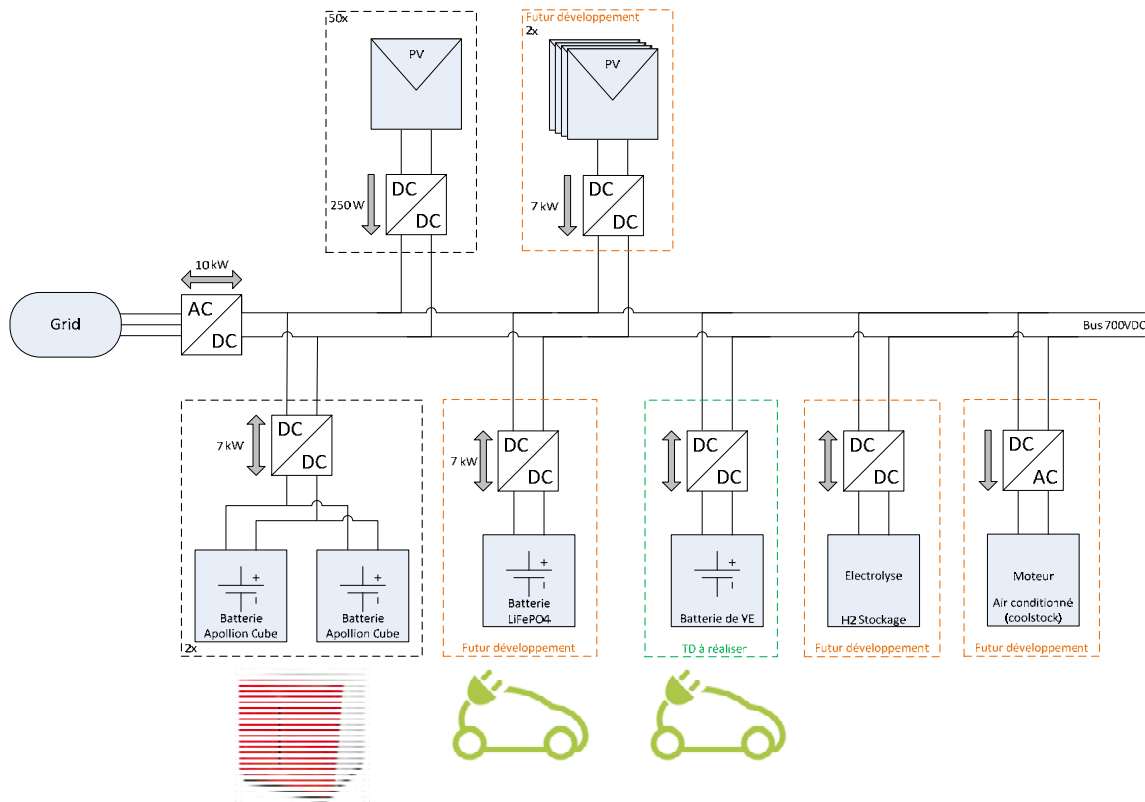 50x
PV
DC
DC
250 W
Futur développement
2x
PV
DC
DC
7 kW
10 kW
Grid
AC
DC
Bus 700VDC
7 kW
DC
DC
Batterie
Apollion Cube
Batterie
Apollion Cube
2x
7 kW
DC
DC
Batterie
LiFePO4
Futur développement
DC
DC
Batterie de VE
TD à réaliser
DC
DC
Electrolyse
H2 Stockage
Futur développement
DC
AC
Moteur
Air conditionné
(coolstock)
Futur développement